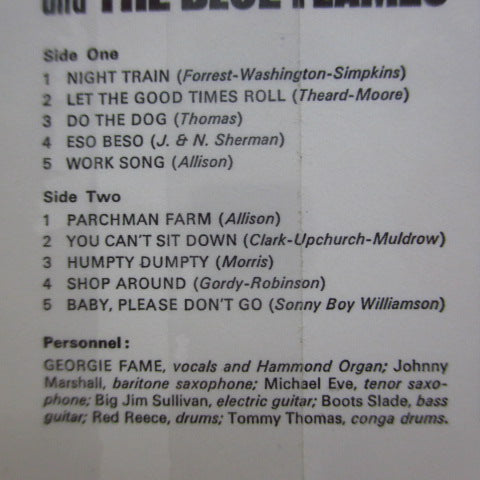 and THE BLUE FLAMES
Side One
1 NIGHT TRAIN (Forrest-Washington-Simpkins)
2 LET THE GOOD TIMES ROLL (Theard-Moore)
3 DO THE DOG (Thomas)
4 ESO BESO (J. & N. Sherman)
5 WORK SONG (Allison)
Side Two
1 PARCHMAN FARM (Allison)
2 YOU CAN'T SIT DOWN (Clark-Upchurch-Muldrow)
3 HUMPTY DUMPTY (Morris)
4 SHOP AROUND (Gordy-Robinson)
5 BABY, PLEASE DON'T GO (Sonny Boy Williamson)
Personnel:
GEORGIE FAME, vocals and Hammond Organ; Johnny
Marshall, baritone saxophone; Michael Eve, tenor saxo-
phone; Big Jim Sullivan, electric guitar; Boots Slade, bass
guitar; Red Reece, drums; Tommy Thomas, conga drums.